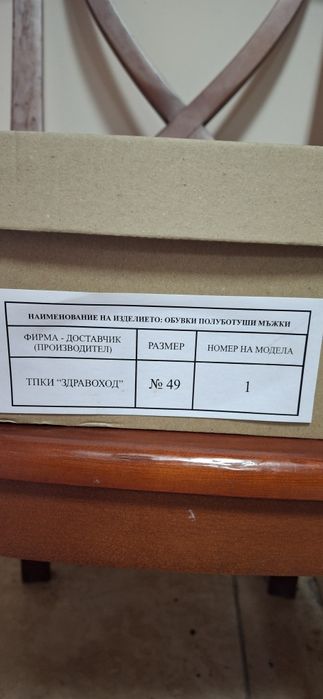 НАИМЕНОВАНИЕ НА ИЗДЕЛИЕТО: ОБУВКИ ПОЛУБОТУШИ МЪЖКИ
ФИРМА - ДОСТАВЧИК (ПРОИЗВОДИТЕЛ) РАЗМЕР НОМЕР НА МОДЕЛА
ТПКИ “ЗДРАВОХОД” № 49 1